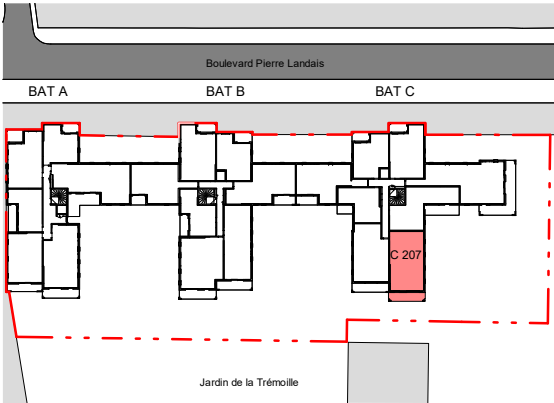 Boulevard Pierre Landais
BAT A BAT B BAT C
C 207
Jardin de la Trémoille